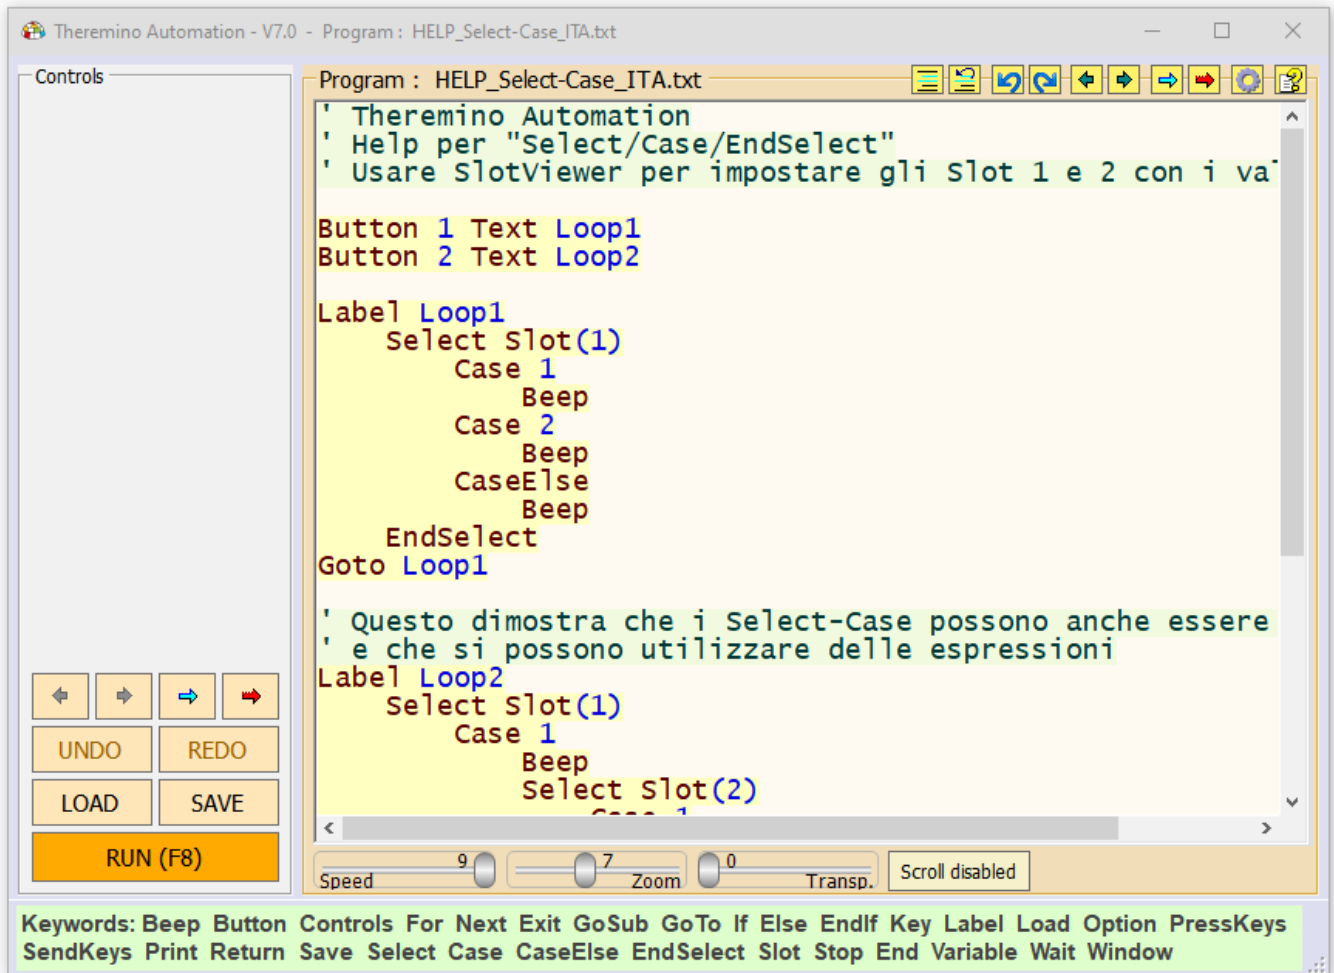 Theremino Automation - V7.0 - Program : HELP_Select-Case_ITA.txt
Controls
Program : HELP_Select-Case_ITA.txt
' Theremino Automation
' Help per "Select/Case/EndSelect"
' Usare SlotViewer per impostare gli Slot 1 e 2 con i va
Button 1 Text Loop1
Button 2 Text Loop2
Label Loop1
Select Slot(1)
Case 1
Beep
Case 2
Beep
CaseElse
Beep
EndSelect
Goto Loop1
' Questo dimostra che i Select-Case possono anche essere
' e che si possono utilizzare delle espressioni
Label Loop2
Select Slot(1)
Case 1
Beep
Select Slot(2)
Case 1
UNDO REDO
LOAD SAVE
RUN (F8)
9 Speed
7 Zoom
0 Transp.
Scroll disabled
Keywords: Beep Button Controls For Next Exit GoSub GoTo If Else EndIf Key Label Load Option PressKeys
SendKeys Print Return Save Select Case CaseElse EndSelect Slot Stop End Variable Wait Window